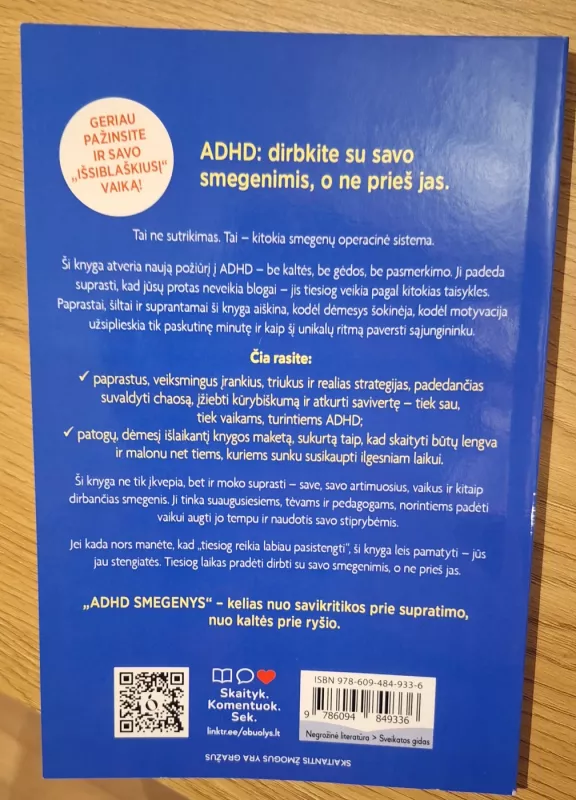 GERIAU
PAŽINSITE
IR SAVO
„IŠSIBLAŠKIUSĮ“
VAIKĄ!
ADHD: dirbkite su savo
smegenimis, o ne prieš jas.
Tai ne sutrikimas. Tai – kitokia smegenų operacinė sistema.
Ši knyga atveria naują požiūrį į ADHD – be kaltės, be gėdos, be pasmerkimo. Ji padeda
suprasti, kad jūsų protas neveikia blogai – jis tiesiog veikia pagal kitokias taisykles.
Paprastai, šiltai ir suprantamai ši knyga aiškina, kodėl dėmesys šokinėja, kodėl motyvacija
užsiplieskia tik paskutinę minutę ir kaip šį unikalų ritmą paversti sąjungininku.
Čia rasite:
✓ paprastus, veiksmingus įrankius, triukus ir realias strategijas, padedančias
suvaldyti chaosą, įžiebti kūrybiškumą ir atkurti savivertę – tiek sau,
tiek vaikams, turintiems ADHD;
✓ patogų, dėmesį išlaikantį knygos maketą, sukurtą taip, kad skaityti būtų lengva
ir malonu net tiems, kuriems sunku susikaupti ilgesniam laikui.
Ši knyga ne tik įkvepia, bet ir moko suprasti – save, savo artimuosius, vaikus ir kitaip
dirbančias smegenis. Ji tinka suaugusiesiems, tėvams ir pedagogams, norintiems padėti
vaikui augti jo tempu ir naudotis savo stiprybėmis.
Jei kada nors manėte, kad „tiesiog reikia labiau pasistengti“, ši knyga leis pamatyti – jūs
jau stengiatės. Tiesiog laikas pradėti dirbti su savo smegenimis, o ne prieš jas.
„ADHD SMEGENYS“ – kelias nuo savikritikos prie supratimo,
nuo kaltės prie ryšio.
Skaityk.
Komentuok.
Sek.
linktr.ee/obuolys.lt
ISBN 978-609-484-933-6
9 786094 849336
Negrožinė literatūra > Sveikatos gidas
SKAITANTIS ŽMOGUS YRA GRAŽUS